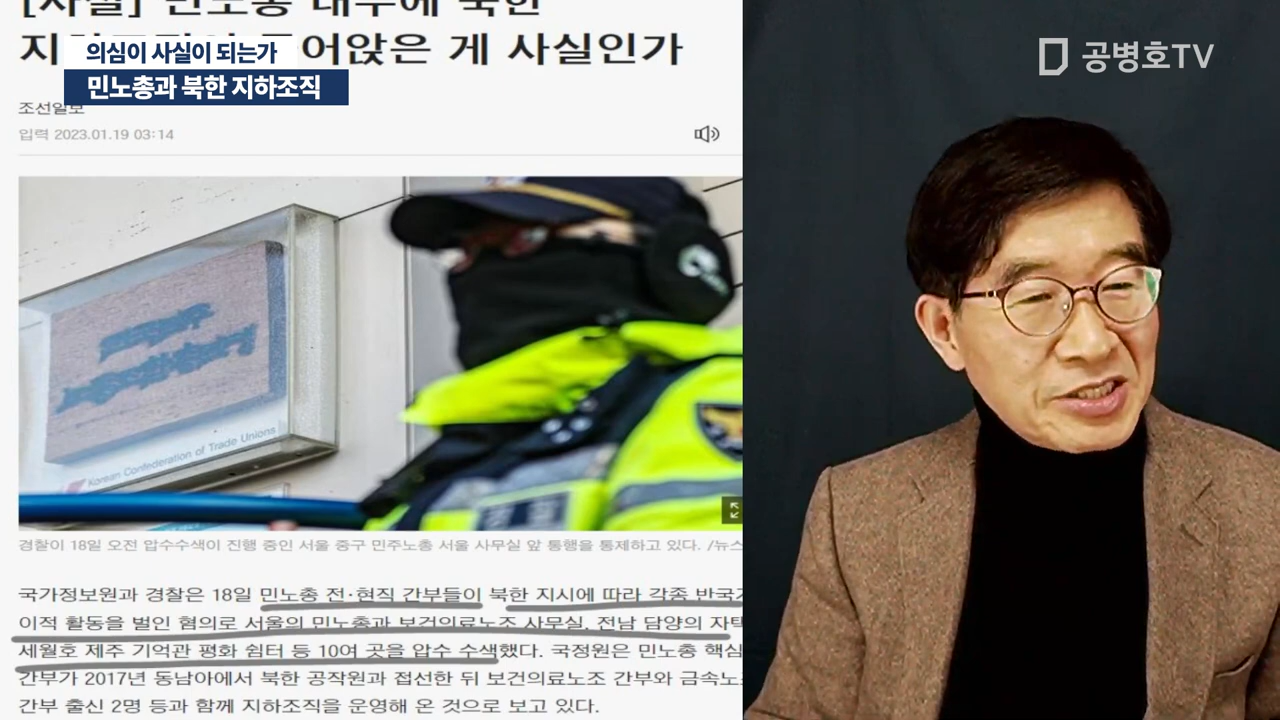 [사설] 민노총 내부에 북한
들어앉은 게 사실인가
의심이 사실이 되는가
민노총과 북한 지하조직
조선일보
입력 2023.01.19 03:14
공병호TV
Korean Confederation of Trade Unions
경찰이 18일 오전 압수수색이 진행 중인 서울 중구 민주노총 서울 사무실 앞 통행을 통제하고 있다. /뉴스
국가정보원과 경찰은 18일 민노총 전·현직 간부들이 북한 지시에 따라 각종 반국가
이적 활동을 벌인 혐의로 서울의 민노총과 보건의료노조 사무실, 전남 담양의 자택
세월호 제주 기억관 평화 쉼터 등 10여 곳을 압수 수색했다. 국정원은 민노총 핵심
간부가 2017년 동남아에서 북한 공작원과 접선한 뒤 보건의료노조 간부와 금속노조
간부 출신 2명 등과 함께 지하조직을 운영해 온 것으로 보고 있다.